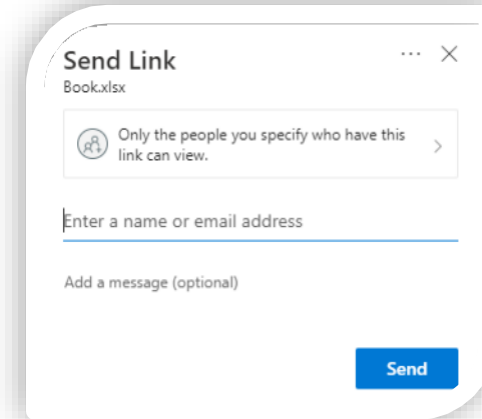 Send Link
Book.xlsx
Only the people you specify who have this
link can view.
Enter a name or email address
Add a message (optional)
Send